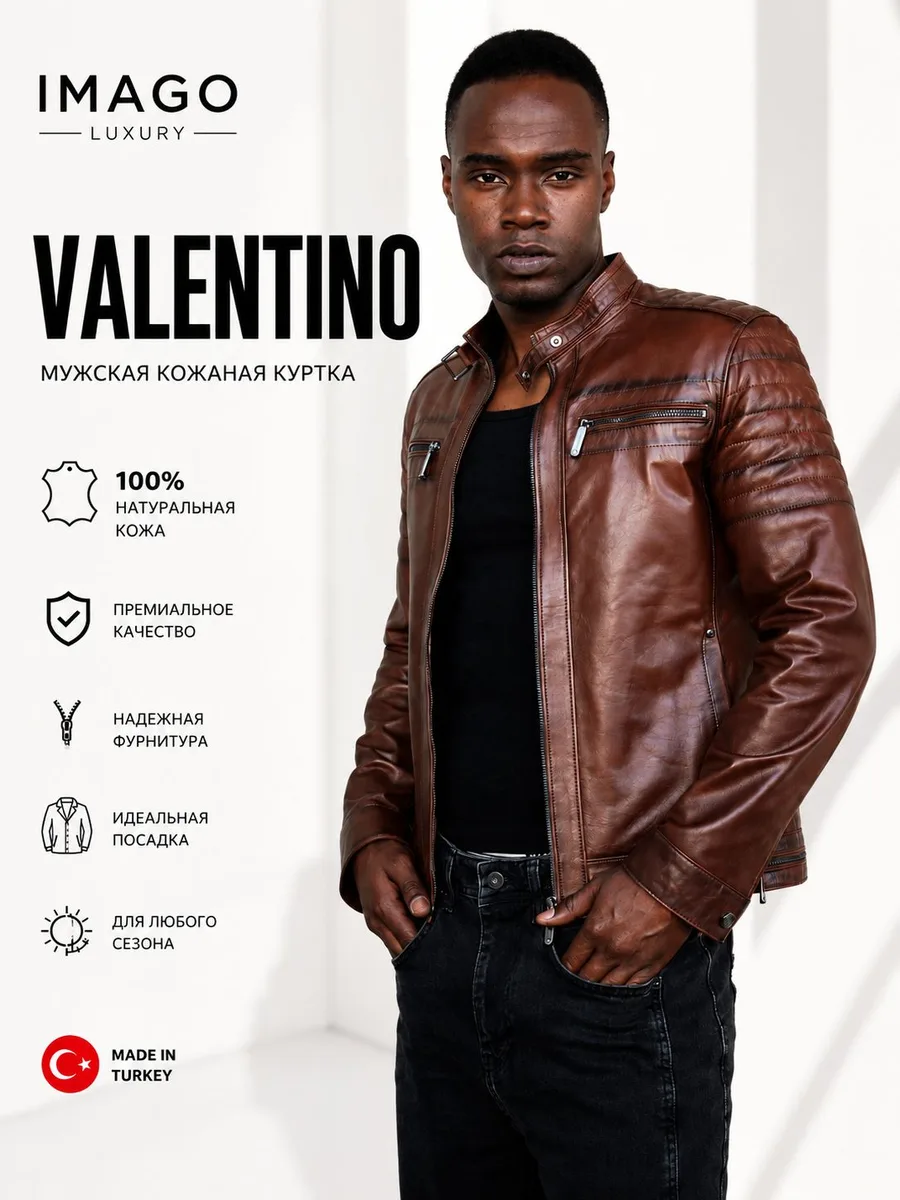 IMAGO
LUXURY
VALENTINO
МУЖСКАЯ КОЖАНАЯ КУРТКА
100%
НАТУРАЛЬНАЯ
КОЖА
ПРЕМИАЛЬНОЕ
КАЧЕСТВО
НАДЕЖНАЯ
ФУРНИТУРА
ИДЕАЛЬНАЯ
ПОСАДКА
ДЛЯ ЛЮБОГО
СЕЗОНА
MADE IN
TURKEY